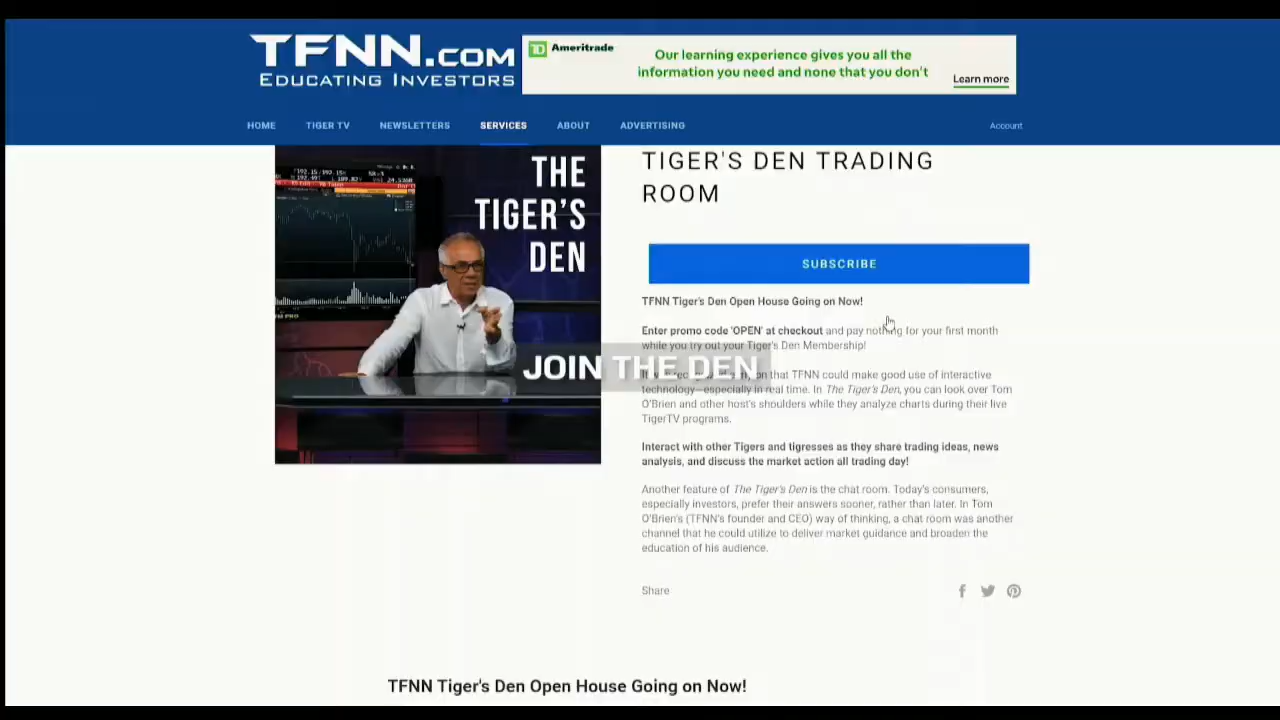 TFNN.COM
EDUCATING INVESTORS
TD Ameritrade
Our learning experience gives you all the
information you need and none that you don't
Learn more
HOME TIGER TV NEWSLETTERS SERVICES ABOUT ADVERTISING
Account
THE
TIGER'S
DEN
TIGER'S DEN TRADING
ROOM
SUBSCRIBE
TFNN Tiger's Den Open House Going on Now!
Enter promo code 'OPEN' at checkout and pay nothing for your first month
while you try out your Tiger's Den Membership!
JOIN THE DEN
on that TFNN could make good use of interactive
technology—especially in real time. In The Tiger's Den, you can look over Tom
O'Brien and other host's shoulders while they analyze charts during their live
TigerTV programs.
Interact with other Tigers and tigresses as they share trading ideas, news
analysis, and discuss the market action all trading day!
Another feature of The Tiger's Den is the chat room. Today's consumers,
especially investors, prefer their answers sooner, rather than later. In Tom
O'Brien's (TFNN's founder and CEO) way of thinking, a chat room was another
channel that he could utilize to deliver market guidance and broaden the
education of his audience.
Share
TFNN Tiger's Den Open House Going on Now!